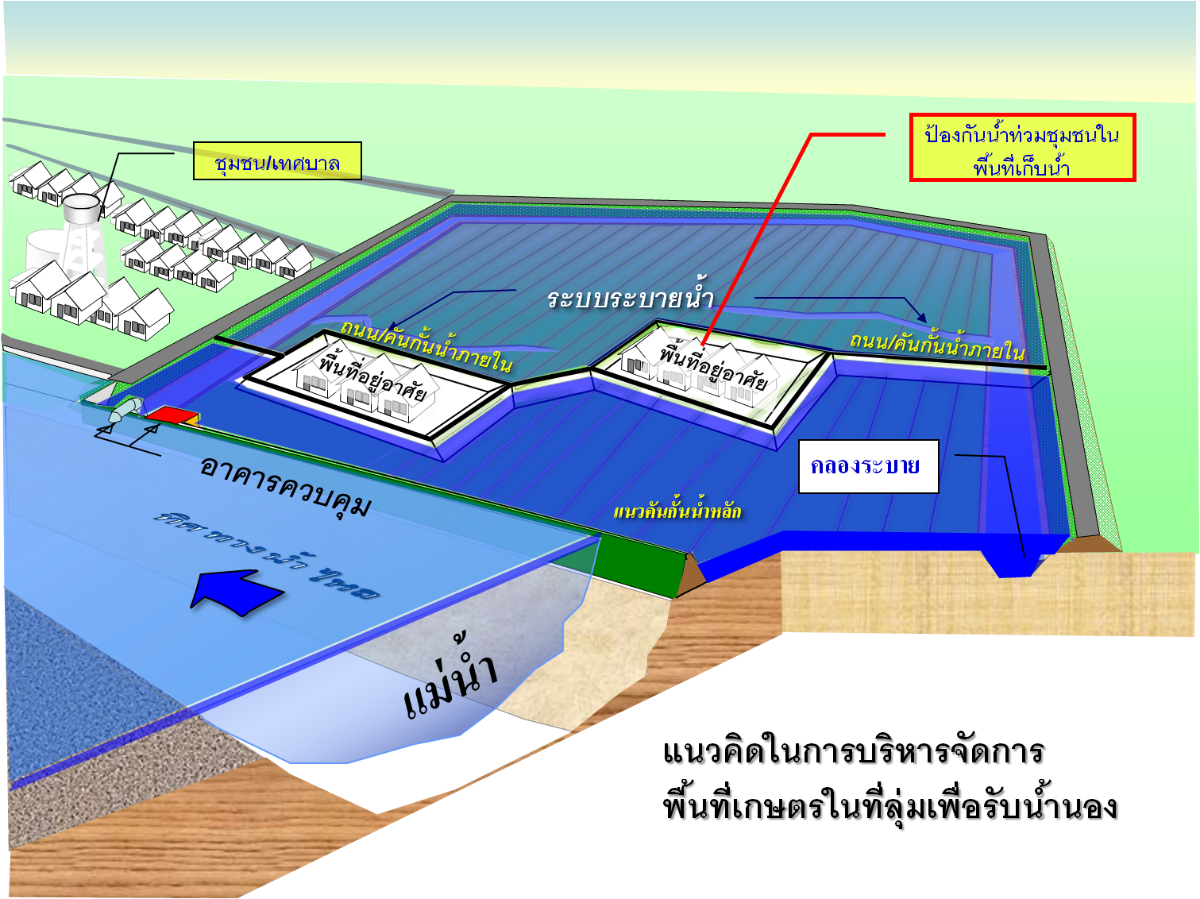 ป้องกันน้ำท่วมชุมชนใน
พื้นที่เก็บน้ำ
ชุมชน/เทศบาล
ระบบระบายน้ำ
ถนน/คันกั้นน้ำภายใน
ถนน/คันกั้นน้ำภายใน
พื้นที่อยู่อาศัย
พื้นที่อยู่อาศัย
คลองระบาย
อาคารควบคุม
แนวคันกั้นน้ำหลัก
ทิศทางน้ำไหล
แม่น้ำ
แนวคิดในการบริหารจัดการ
พื้นที่เกษตรในที่ลุ่มเพื่อรับน้ำนอง